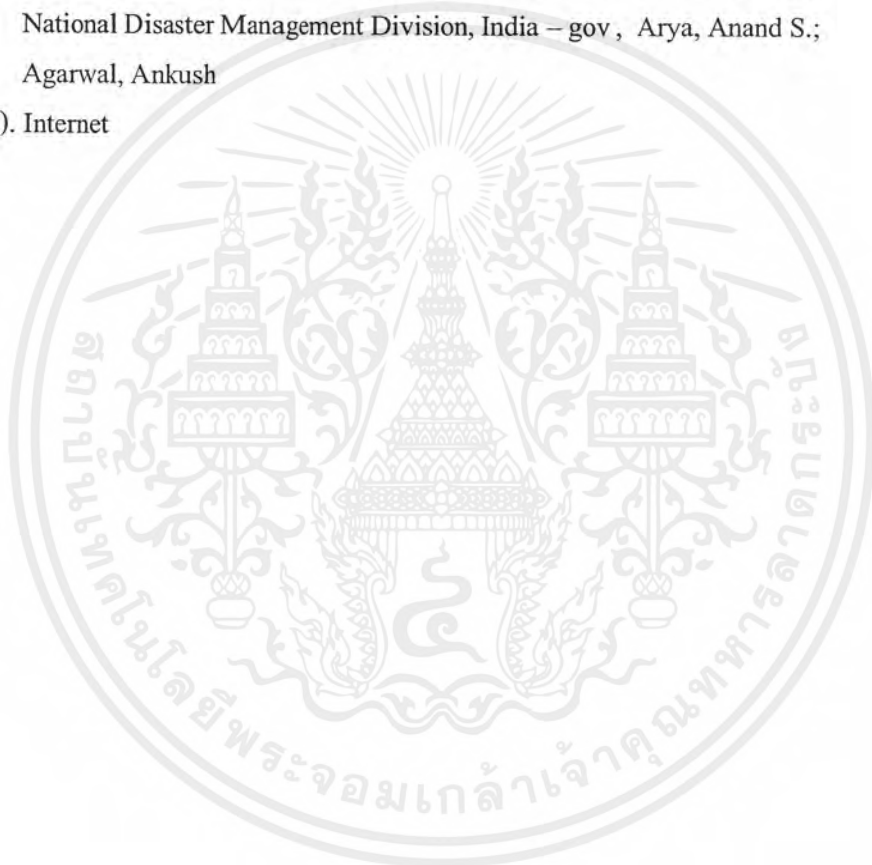 National Disaster Management Division, India – gov , Arya, Anand S.;
Agarwal, Ankush
). Internet
สถาบันเทคโนโลยีพระจอมเกล้าเจ้าคุณทหารลาดกระบัง